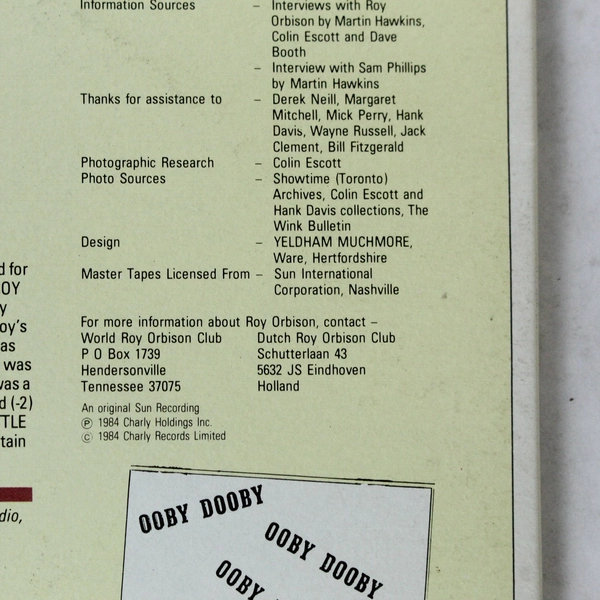 Information Sources – Interviews with Roy
Orbison by Martin Hawkins,
Colin Escott and Dave
Booth
– Interview with Sam Phillips
by Martin Hawkins
Thanks for assistance to – Derek Neill, Margaret
Mitchell, Mick Perry, Hank
Davis, Wayne Russell, Jack
Clement, Bill Fitzgerald
Photographic Research – Colin Escott
Photo Sources – Showtime (Toronto)
Archives, Colin Escott and
Hank Davis collections, The
Wink Bulletin
Design – YELDHAM MUCHMORE,
Ware, Hertfordshire
Master Tapes Licensed From – Sun International
Corporation, Nashville
For more information about Roy Orbison, contact –
World Roy Orbison Club Dutch Roy Orbison Club
P O Box 1739 Schutterlaan 43
Hendersonville 5632 JS Eindhoven
Tennessee 37075 Holland
An original Sun Recording
Ⓟ 1984 Charly Holdings Inc.
© 1984 Charly Records Limited
d for
OY
y
oy's
as
was
was a
d (-2)
TTLE
tain
dio,
OOBY DOOBY
OOBY DOOBY
OOBY